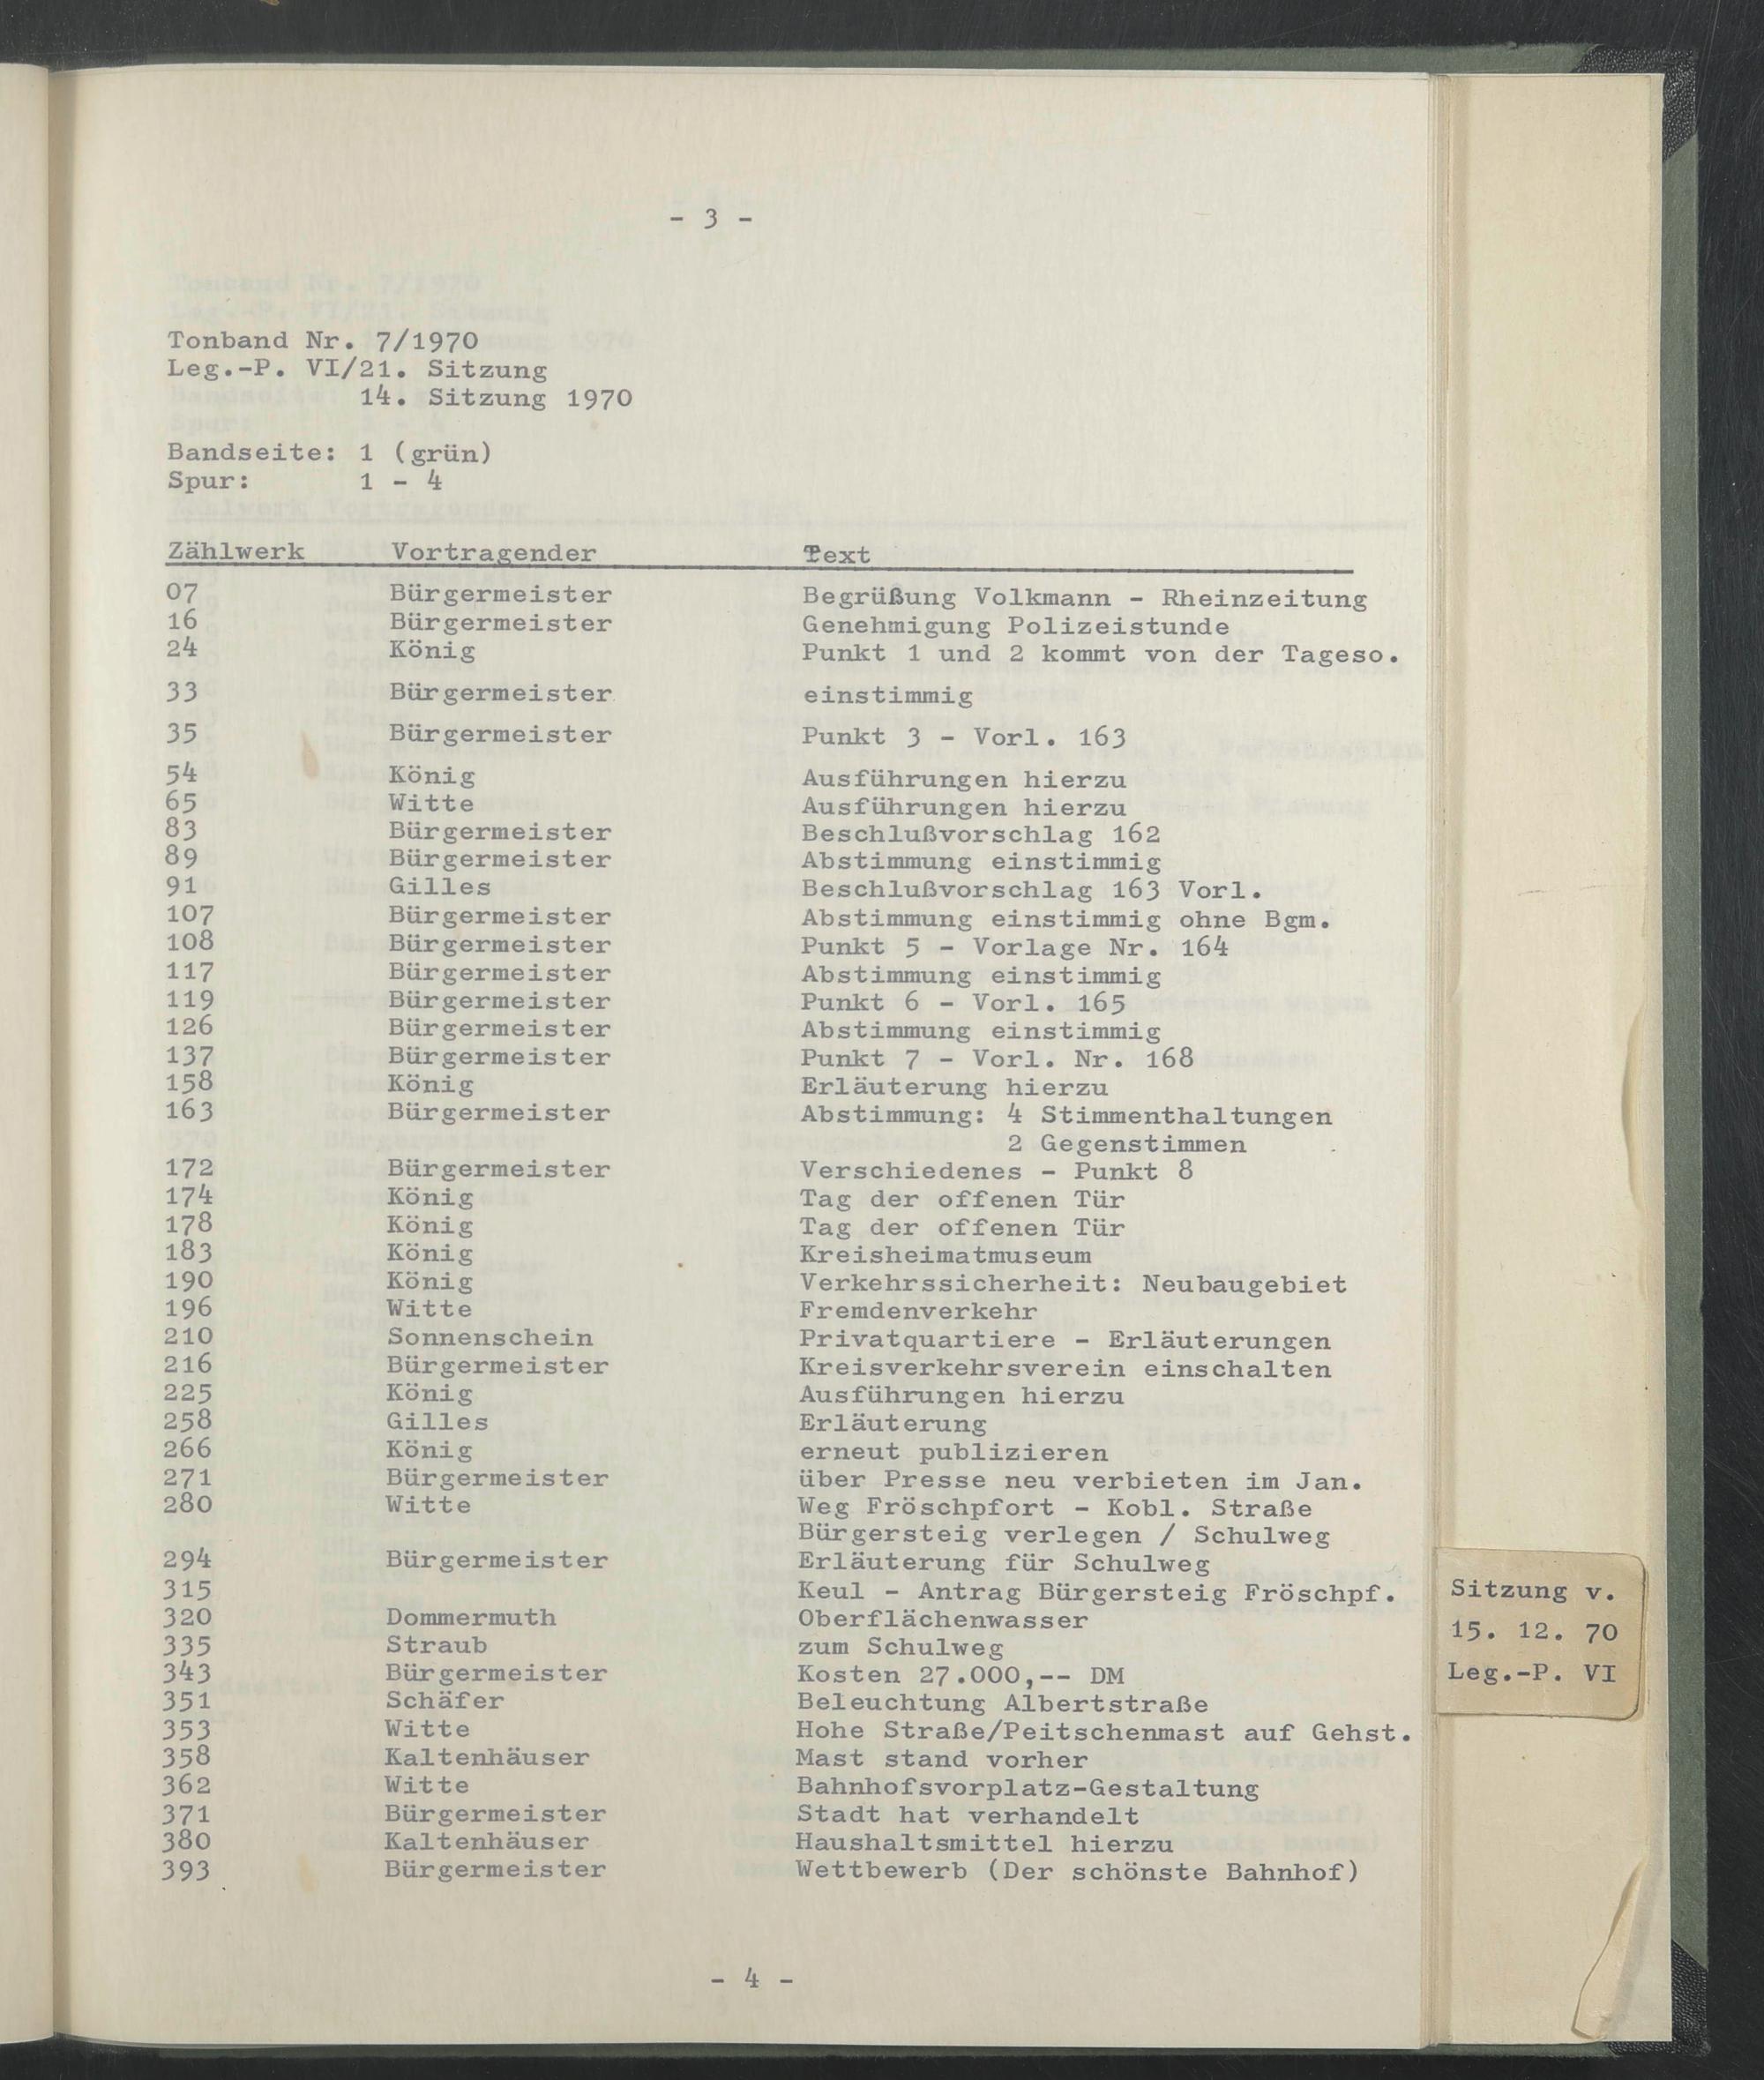 - 3 -
Tonband Nr. 7/1970
Leg.-P. VI/21. Sitzung
14. Sitzung 1970
Bandseite: 1 (grün)
Spur: 1 - 4
Zählwerk Vortragender Text
07 Bürgermeister Begrüßung Volkmann - Rheinzeitung
16 Bürgermeister Genehmigung Polizeistunde
24 König Punkt 1 und 2 kommt von der Tageso.
33 Bürgermeister einstimmig
35 Bürgermeister Punkt 3 - Vorl. 163
54 König Ausführungen hierzu
65 Witte Ausführungen hierzu
83 Bürgermeister Beschlußvorschlag 162
89 Bürgermeister Abstimmung einstimmig
91 Gilles Beschlußvorschlag 163 Vorl.
107 Bürgermeister Abstimmung einstimmig ohne Bgm.
108 Bürgermeister Punkt 5 - Vorlage Nr. 164
117 Bürgermeister Abstimmung einstimmig
119 Bürgermeister Punkt 6 - Vorl. 165
126 Bürgermeister Abstimmung einstimmig
137 Bürgermeister Punkt 7 - Vorl. Nr. 168
158 König Erläuterung hierzu
163 Bürgermeister Abstimmung: 4 Stimmenthaltungen
2 Gegenstimmen
172 Bürgermeister Verschiedenes - Punkt 8
174 König Tag der offenen Tür
178 König Tag der offenen Tür
183 König Kreisheimatmuseum
190 König Verkehrssicherheit: Neubaugebiet
196 Witte Fremdenverkehr
210 Sonnenschein Privatquartiere - Erläuterungen
216 Bürgermeister Kreisverkehrsverein einschalten
225 König Ausführungen hierzu
258 Gilles Erläuterung
266 König erneut publizieren
271 Bürgermeister über Presse neu verbieten im Jan.
280 Witte Weg Fröschpfort - Kobl. Straße
Bürgersteig verlegen / Schulweg
294 Bürgermeister Erläuterung für Schulweg
315 Keul - Antrag Bürgersteig Fröschpf.
320 Dommermuth Oberflächenwasser
335 Straub zum Schulweg
343 Bürgermeister Kosten 27.000,-- DM
351 Schäfer Beleuchtung Albertstraße
353 Witte Hohe Straße/Peitschenmast auf Gehst.
358 Kaltenhäuser Mast stand vorher
362 Witte Bahnhofsvorplatz-Gestaltung
371 Bürgermeister Stadt hat verhandelt
380 Kaltenhäuser Haushaltsmittel hierzu
393 Bürgermeister Wettbewerb (Der schönste Bahnhof)
- 4 -
Sitzung v.
15. 12. 70
Leg.-P. VI